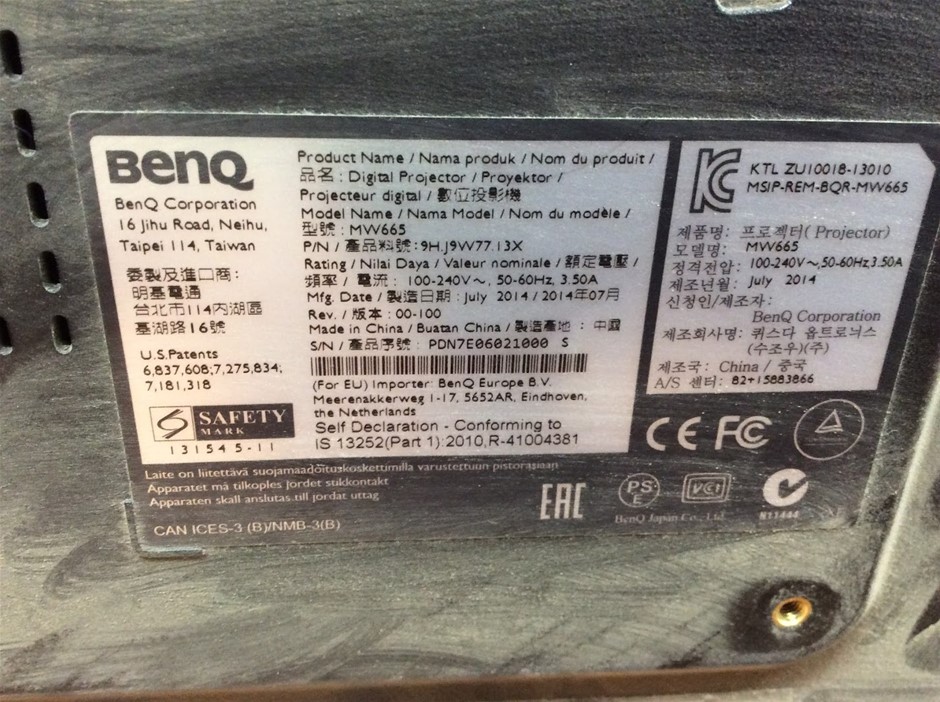 BenQ
BenQ Corporation
16 Jihu Road, Neihu,
Taipei 114, Taiwan
委製及進口商:
明基電通
台北市114內湖區
基湖路16號
U.S.Patents
6,837,608;7,275,834;
7,181,318
SAFETY
MARK
131545-11
Product Name / Nama produk / Nom du produit /
品名: Digital Projector / Proyektor /
Projecteur digital / 數位投影機
Model Name / Nama Model / Nom du modèle /
型號: MW665
P/N / 產品料號: 9H.J9W77.13X
Rating / Nilai Daya / Valeur nominale / 額定電壓 /
頻率 / 電流: 100-240V~, 50-60Hz, 3.50A
Mfg. Date / 製造日期: July 2014 / 2014年07月
Rev. / 版本: 00-100
Made in China / Buatan China / 製造產地: 中國
S/N / 產品序號: PDN7E06021000 S
(For EU) Importer: BenQ Europe B.V.
Meerenakkerweg 1-17, 5652AR, Eindhoven,
the Netherlands
Self Declaration - Conforming to
IS 13252(Part 1):2010,R-41004381
KC
KTL ZU10018-13010
MSIP-REM-BQR-MW665
제품명: 프로젝터( Projector)
모델명: MW665
정격전압: 100-240V~,50-60Hz,3.50A
제조년월: July 2014
신청인/제조자:
BenQ Corporation
제조회사명: 퀴스다 옵트로닉스
(수조우)(주)
제조국: China / 중국
A/S 센터: 82+15883866
CE FC
Laite on liitettävä suojamaadoituskoskettimilla varustettuun pistorasiaan
Apparatet må tilkoples jordet stikkontakt
Apparaten skall anslutas till jordat uttag
CAN ICES-3 (B)/NMB-3(B)
EAC
PS
E
VCI
BenQ Japan Co., Ltd.
N11444